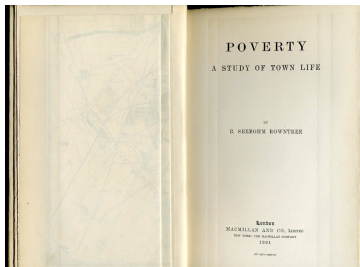 POVERTY
A STUDY OF TOWN LIFE
BY
B. SEEBOHM ROWNTREE
London
MACMILLAN AND CO., LIMITED
NEW YORK: THE MACMILLAN COMPANY
1901